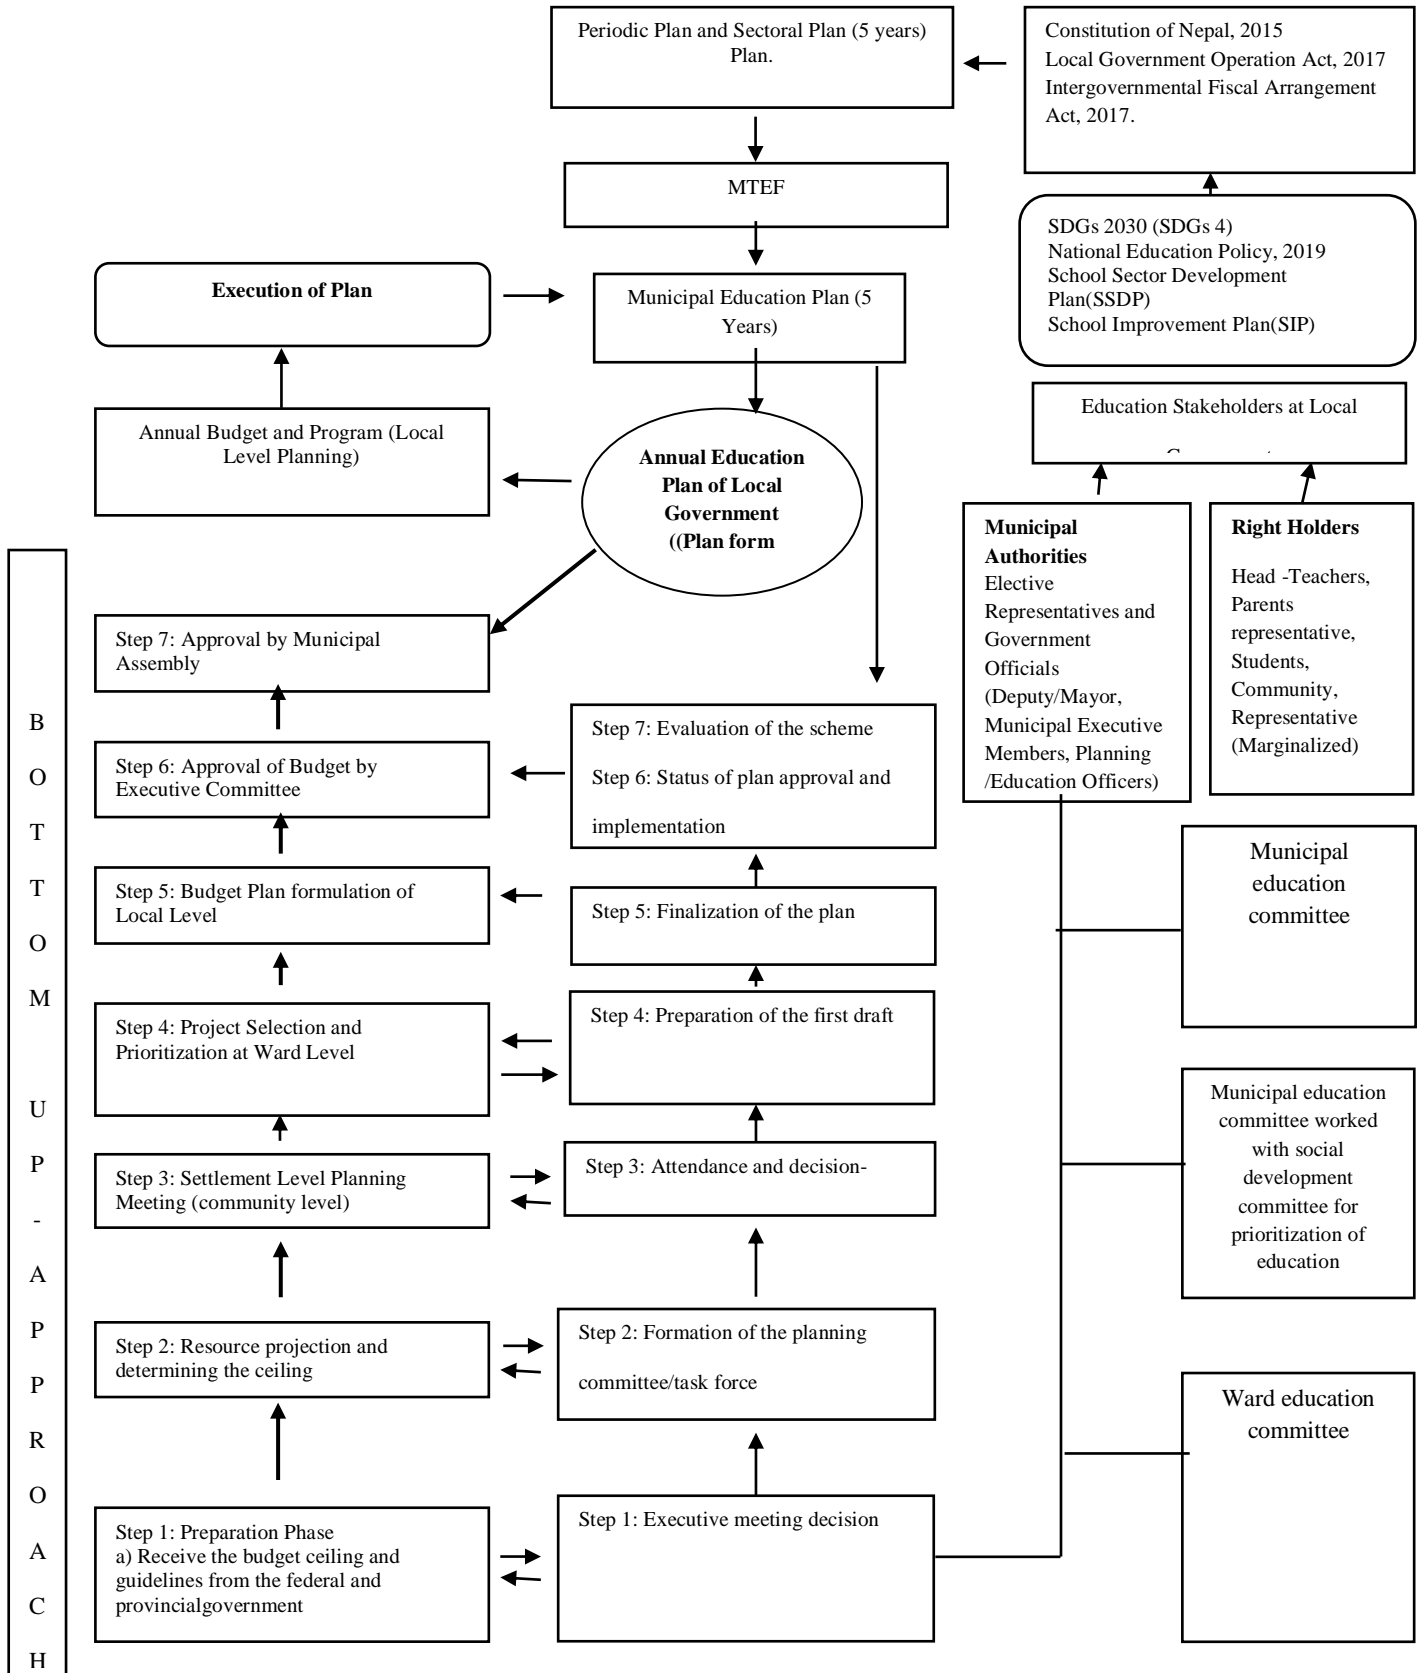 Periodic Plan and Sectoral Plan (5 years)
Plan.
Constitution of Nepal, 2015
Local Government Operation Act, 2017
Intergovernmental Fiscal Arrangement
Act, 2017.
MTEF
SDGs 2030 (SDGs 4)
National Education Policy, 2019
School Sector Development
Plan(SSDP)
School Improvement Plan(SIP)
Execution of Plan
Municipal Education Plan (5
Years)
Annual Budget and Program (Local
Level Planning)
Annual Education
Plan of Local
Government
((Plan form
Education Stakeholders at Local
Municipal
Authorities
Elective
Representatives and
Government
Officials
(Deputy/Mayor,
Municipal Executive
Members, Planning
/Education Officers)
Right Holders
Head -Teachers,
Parents
representative,
Students,
Community,
Representative
(Marginalized)
B
O
T
T
O
M
U
P
-
A
P
P
R
O
A
C
H
Step 7: Approval by Municipal
Assembly
Step 6: Approval of Budget by
Executive Committee
Step 5: Budget Plan formulation of
Local Level
Step 4: Project Selection and
Prioritization at Ward Level
Step 3: Settlement Level Planning
Meeting (community level)
Step 2: Resource projection and
determining the ceiling
Step 1: Preparation Phase
a) Receive the budget ceiling and
guidelines from the federal and
provincialgovernment
Step 7: Evaluation of the scheme
Step 6: Status of plan approval and
implementation
Step 5: Finalization of the plan
Step 4: Preparation of the first draft
Step 3: Attendance and decision-
Step 2: Formation of the planning
committee/task force
Step 1: Executive meeting decision
Municipal
education
committee
Municipal education
committee worked
with social
development
committee for
prioritization of
education
Ward education
committee